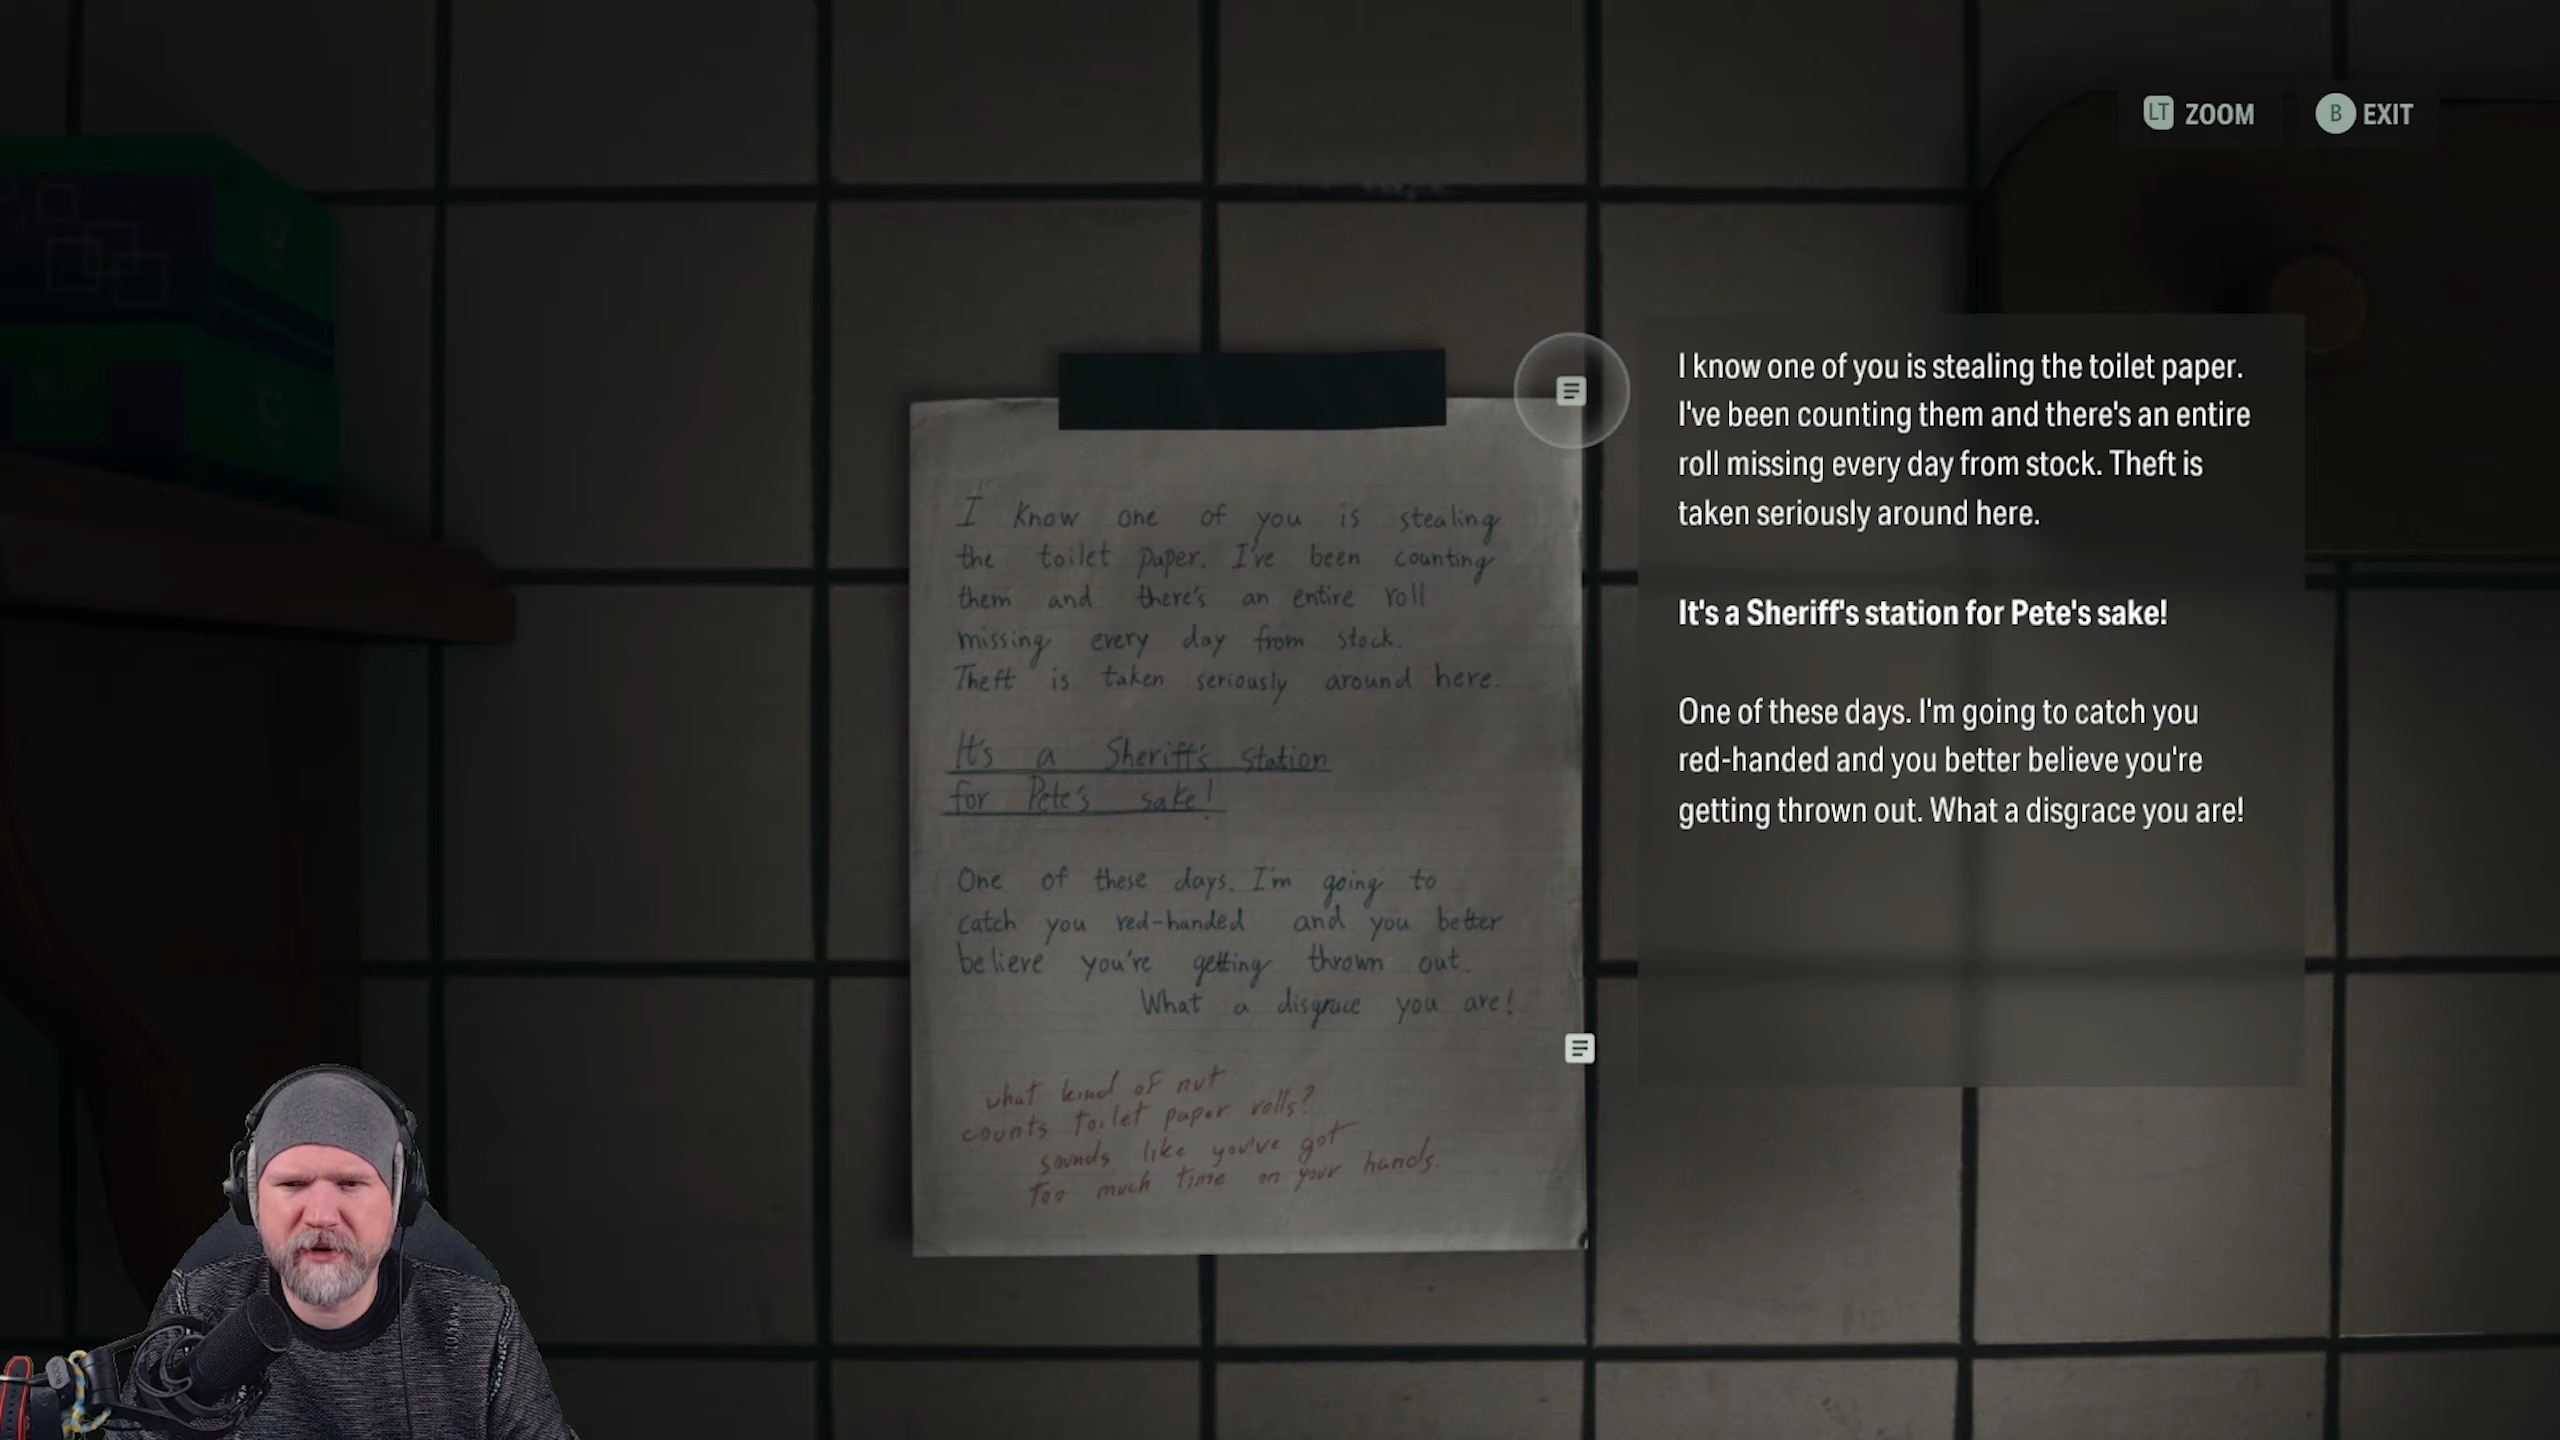 LT ZOOM B EXIT
I know one of you is stealing
the toilet paper. I've been counting
them and there's an entire roll
missing every day from stock.
Theft is taken seriously around here.
It's a Sheriff's station
for Pete's sake!
One of these days. I'm going to
catch you red-handed and you better
believe you're getting thrown out.
What a disgrace you are!
what kind of nut
counts toilet paper rolls?
sounds like you've got
too much time on your hands.
I know one of you is stealing the toilet paper.
I've been counting them and there's an entire
roll missing every day from stock. Theft is
taken seriously around here.
It's a Sheriff's station for Pete's sake!
One of these days. I'm going to catch you
red-handed and you better believe you're
getting thrown out. What a disgrace you are!